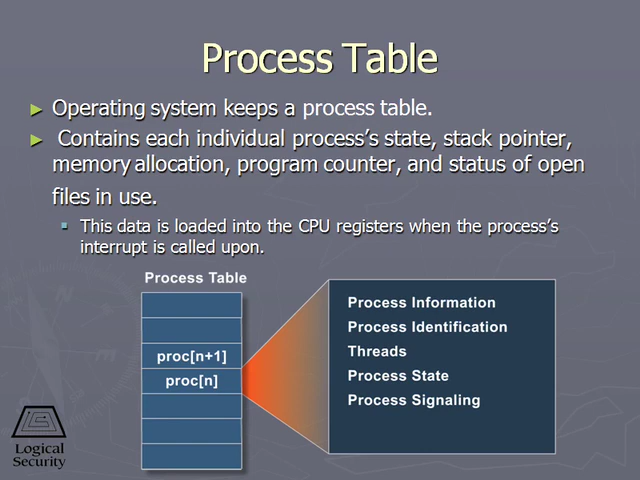 Process Table
► Operating system keeps a process table.
► Contains each individual process's state, stack pointer,
memory allocation, program counter, and status of open
files in use.
▪ This data is loaded into the CPU registers when the process's
interrupt is called upon.
Process Table
proc[n+1]
proc[n]
Process Information
Process Identification
Threads
Process State
Process Signaling
Logical
Security